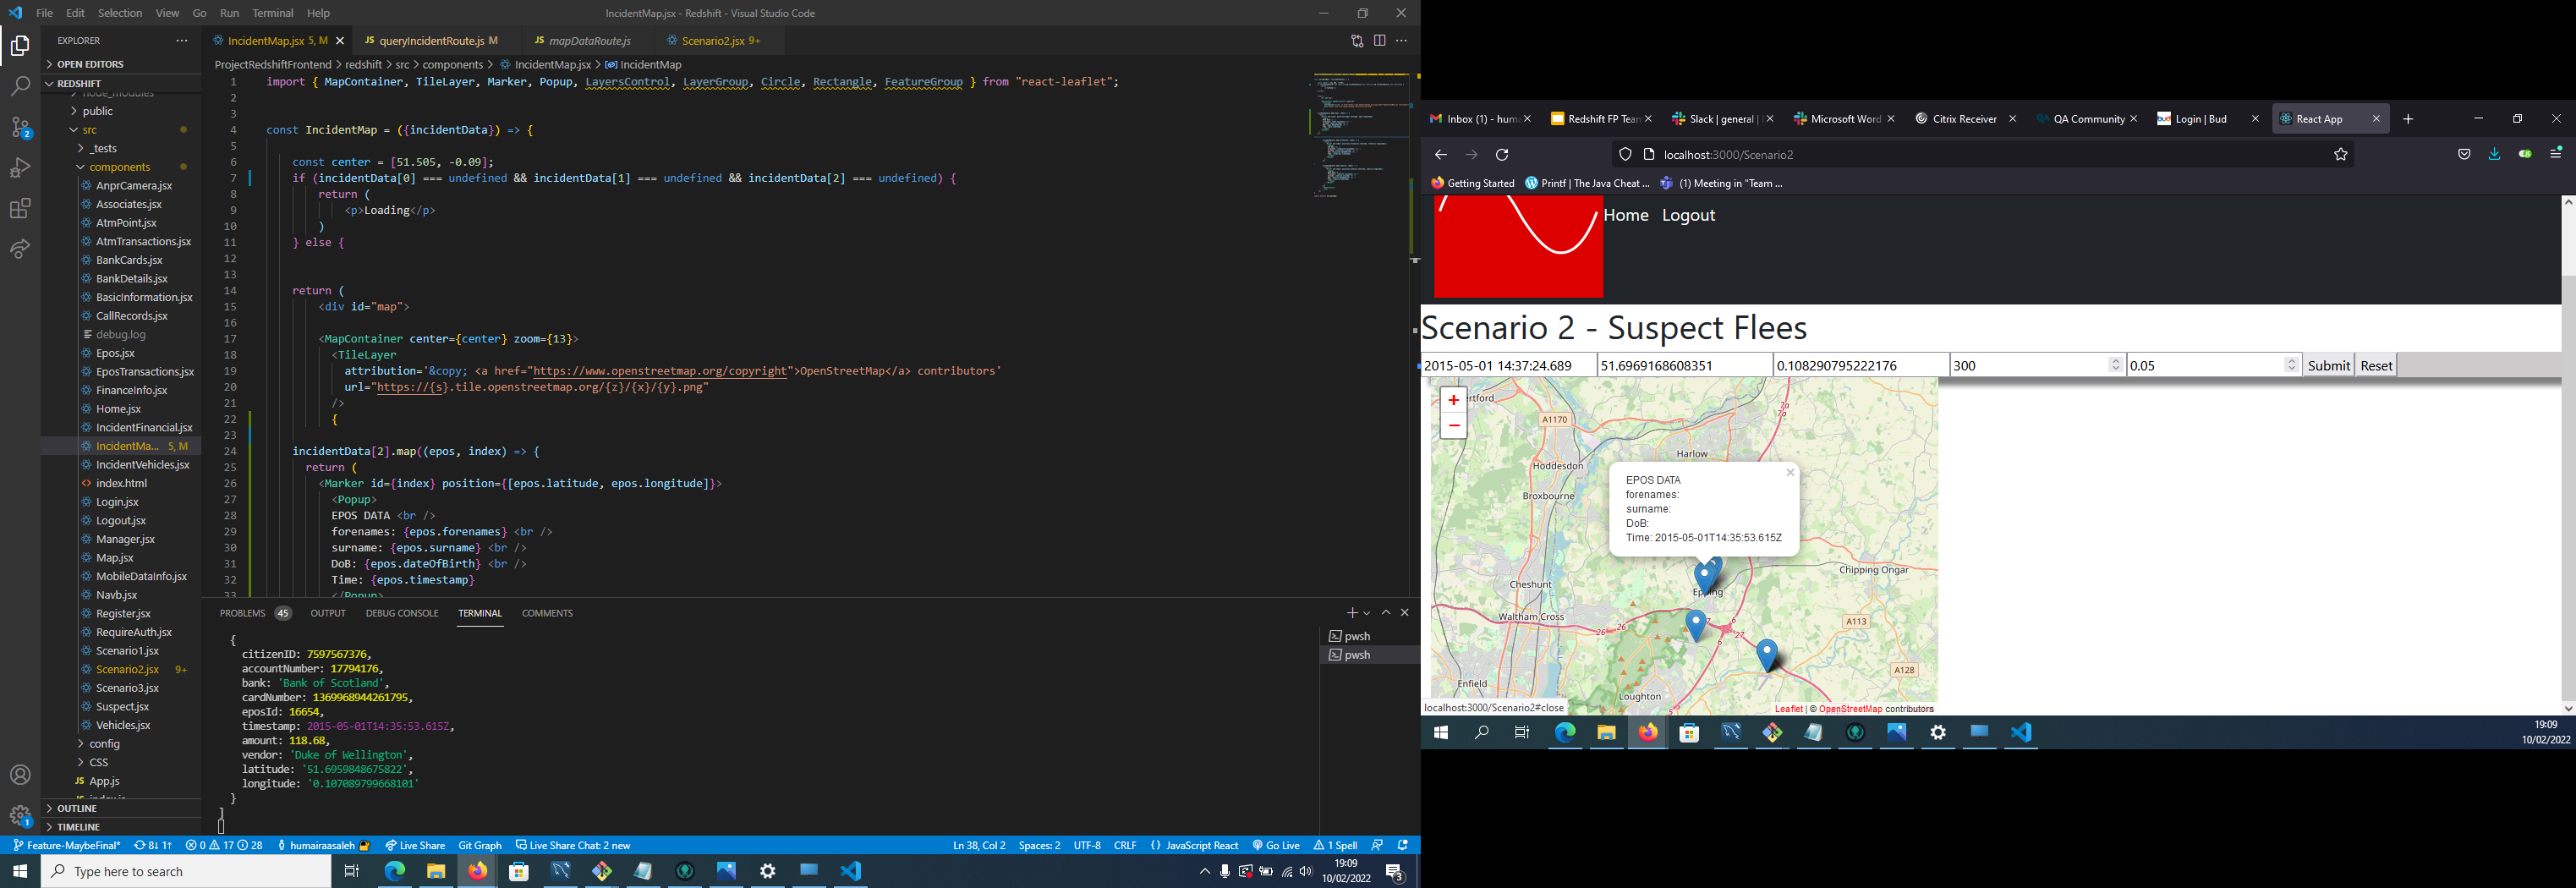 File Edit Selection View Go Run Terminal Help
IncidentMap.jsx - Redshift - Visual Studio Code
EXPLORER
OPEN EDITORS
REDSHIFT
node_modules
public
src
_tests
components
AnprCamera.jsx
Associates.jsx
AtmPoint.jsx
AtmTransactions.jsx
BankCards.jsx
BankDetails.jsx
BasicInformation.jsx
CallRecords.jsx
debug.log
Epos.jsx
EposTransactions.jsx
FinanceInfo.jsx
Home.jsx
IncidentFinancial.jsx
IncidentMa... 5, M
IncidentVehicles.jsx
index.html
Login.jsx
Logout.jsx
Manager.jsx
Map.jsx
MobileDataInfo.jsx
Navb.jsx
Register.jsx
RequireAuth.jsx
Scenario1.jsx
Scenario2.jsx 9+
Scenario3.jsx
Suspect.jsx
Vehicles.jsx
config
CSS
JS App.js
OUTLINE
TIMELINE
IncidentMap.jsx 5, M
JS queryIncidentRoute.js M
JS mapDataRoute.js
Scenario2.jsx 9+
ProjectRedshiftFrontend > redshift > src > components > IncidentMap.jsx > IncidentMap
1 import { MapContainer, TileLayer, Marker, Popup, LayersControl, LayerGroup, Circle, Rectangle, FeatureGroup } from "react-leaflet";
2
3
4 const IncidentMap = ({incidentData}) => {
5
6 const center = [51.505, -0.09];
7 if (incidentData[0] === undefined && incidentData[1] === undefined && incidentData[2] === undefined) {
8 return (
9 <p>Loading</p>
10 )
11 } else {
12
13
14 return (
15 <div id="map">
16
17 <MapContainer center={center} zoom={13}>
18 <TileLayer
19 attribution='&copy; <a href="https://www.openstreetmap.org/copyright">OpenStreetMap</a> contributors'
20 url="https://{s}.tile.openstreetmap.org/{z}/{x}/{y}.png"
21 />
22 {
23
24 incidentData[2].map((epos, index) => {
25 return (
26 <Marker id={index} position={[epos.latitude, epos.longitude]}>
27 <Popup>
28 EPOS DATA <br />
29 forenames: {epos.forenames} <br />
30 surname: {epos.surname} <br />
31 DoB: {epos.dateOfBirth} <br />
32 Time: {epos.timestamp}
33 </Popup>
PROBLEMS 45 OUTPUT DEBUG CONSOLE TERMINAL COMMENTS
pwsh
pwsh
{
citizenID: 7597567376,
accountNumber: 17794176,
bank: 'Bank of Scotland',
cardNumber: 1369968944261795,
eposId: 16654,
timestamp: 2015-05-01T14:35:53.615Z,
amount: 118.68,
vendor: 'Duke of Wellington',
latitude: '51.6959848675822',
longitude: '0.107089799668101'
}
]
Feature-MaybeFinal* 8↓ 1↑ 0 17 28 humairaasaleh Live Share Git Graph Live Share Chat: 2 new
Ln 38, Col 2 Spaces: 2 UTF-8 CRLF {} JavaScript React Go Live 1 Spell
Type here to search
19:09
10/02/2022
3
Inbox (1) - huma
Redshift FP Tean
Slack | general |
Microsoft Word
Citrix Receiver
QA Community
Login | Bud
React App
localhost:3000/Scenario2
Getting Started
Printf | The Java Cheat ...
(1) Meeting in "Team ...
Home Logout
Scenario 2 - Suspect Flees
2015-05-01 14:37:24.689 51.6969168608351 0.108290795222176 300 0.05 Submit Reset
+
−
ertford
A1170
7a
7a
Hoddesdon
Harlow
Broxbourne
EPOS DATA
forenames:
surname:
DoB:
Time: 2015-05-01T14:35:53.615Z
×
Cheshunt
Epping
Chipping Ongar
Waltham Cross
26
26
6
27
6
A113
A128
Enfield
Loughton
5
localhost:3000/Scenario2#close
Leaflet | © OpenStreetMap contributors
19:09
10/02/2022